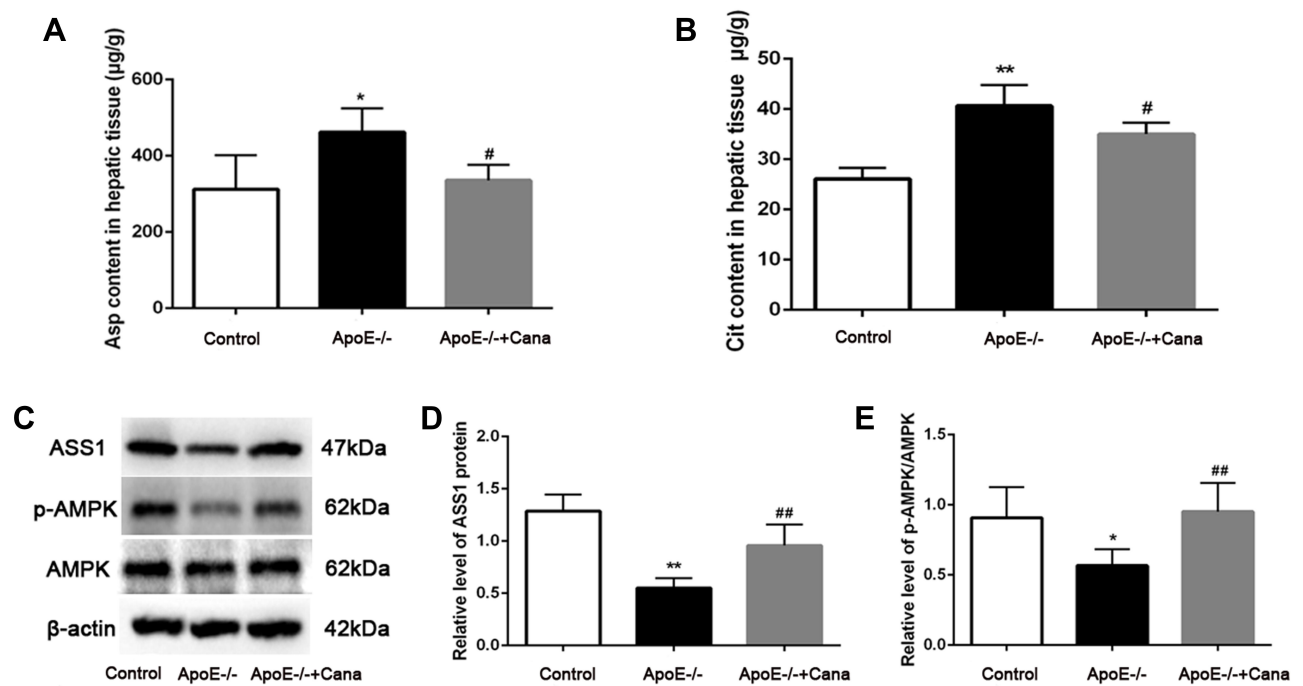 A
Asp content in hepatic tissue (μg/g)
600
400
200
0
*
#
Control ApoE-/- ApoE-/-+Cana
B
Cit content in hepatic tissue μg/g)
50
40
30
20
10
0
**
#
Control ApoE-/- ApoE-/-+Cana
C
ASS1 47kDa
p-AMPK 62kDa
AMPK 62kDa
β-actin 42kDa
Control ApoE-/- ApoE-/-+Cana
D
Relative level of ASS1 protein
2.0
1.5
1.0
0.5
0.0
**
##
Control ApoE-/- ApoE-/-+Cana
E
Relative level of p-AMPK/AMPK
1.5
1.0
0.5
0.0
*
##
Control ApoE-/- ApoE-/-+Cana